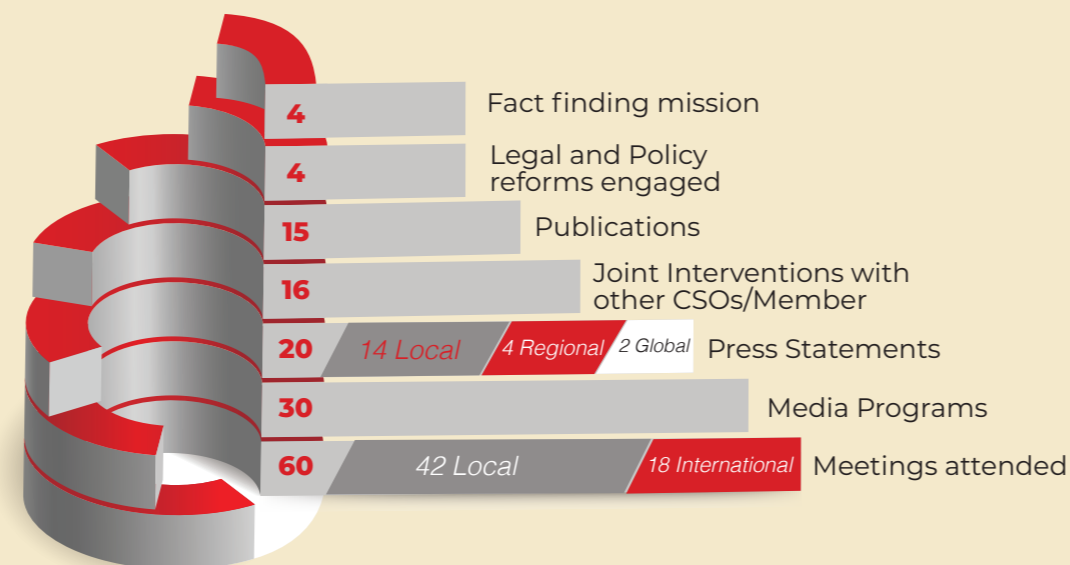 4 Fact finding mission
4 Legal and Policy
reforms engaged
15 Publications
16 Joint Interventions with
other CSOs/Member
20 14 Local 4 Regional 2 Global Press Statements
30 Media Programs
60 42 Local 18 International Meetings attended